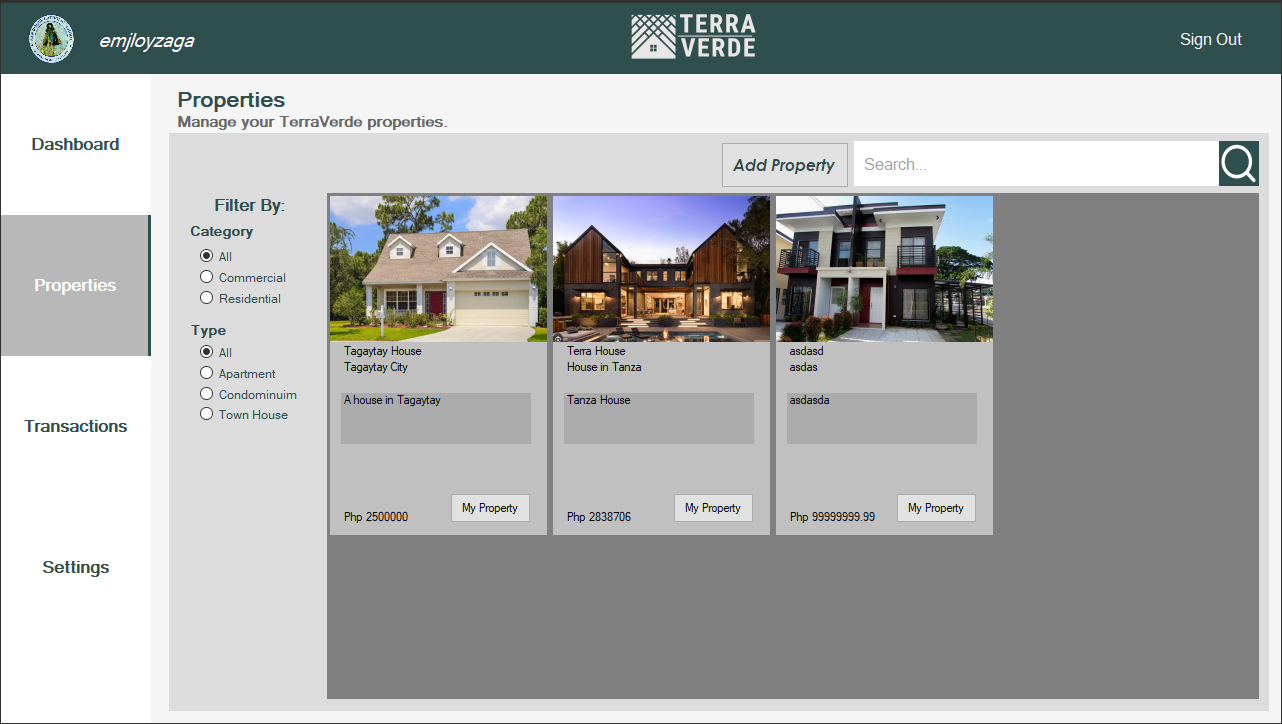 emjloyzaga
TERRA
VERDE
Sign Out
Dashboard
Properties
Transactions
Settings
Properties
Manage your TerraVerde properties.
Add Property
Search...
Filter By:
Category
All
Commercial
Residential
Type
All
Apartment
Condominuim
Town House
Tagaytay House
Tagaytay City
A house in Tagaytay
Php 2500000
My Property
Terra House
House in Tanza
Tanza House
Php 2838706
My Property
asdasd
asdas
asdasda
Php 99999999.99
My Property